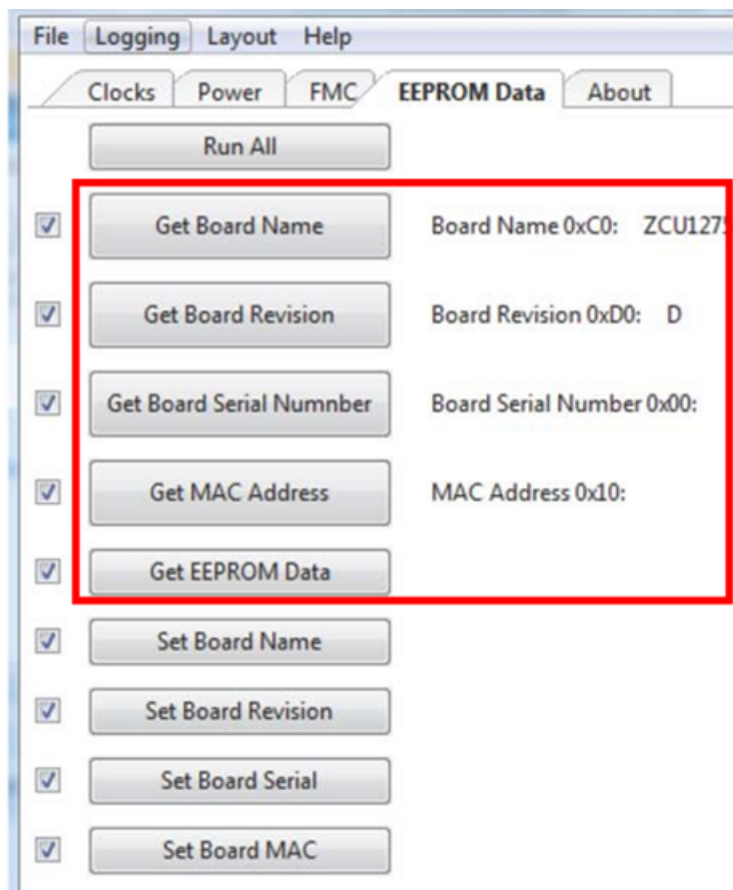 File Logging Layout Help
Clocks Power FMC EEPROM Data About
Run All
Get Board Name Board Name 0xC0: ZCU1275
Get Board Revision Board Revision 0xD0: D
Get Board Serial Numnber Board Serial Number 0x00:
Get MAC Address MAC Address 0x10:
Get EEPROM Data
Set Board Name
Set Board Revision
Set Board Serial
Set Board MAC